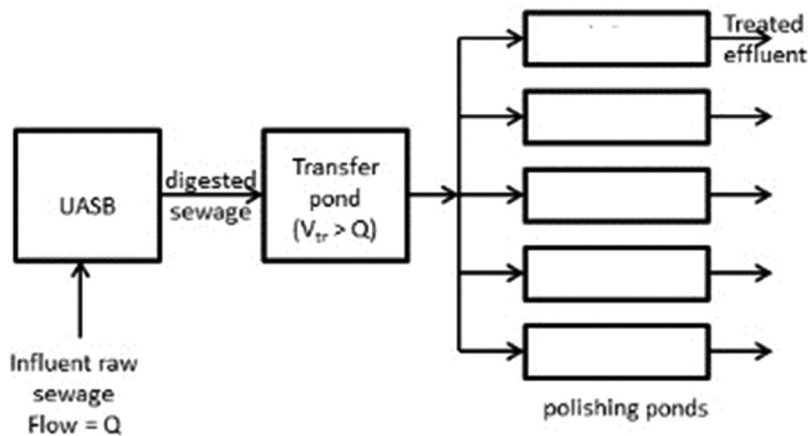 Treated
effluent
UASB
digested
sewage
Transfer
pond
(Vtr > Q)
Influent raw
sewage
Flow = Q
polishing ponds